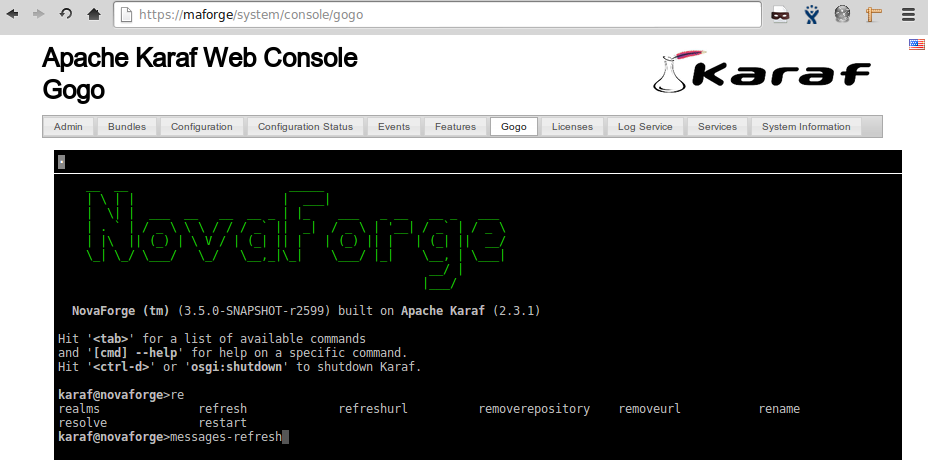 https://maforge/system/console/gogo
Apache Karaf Web Console
Gogo
Karaf
Admin Bundles Configuration Configuration Status Events Features Gogo Licenses Log Service Services System Information
NovaForge
NovaForge (tm) (3.5.0-SNAPSHOT-r2599) built on Apache Karaf (2.3.1)
Hit '<tab>' for a list of available commands
and '[cmd] --help' for help on a specific command.
Hit '<ctrl-d>' or 'osgi:shutdown' to shutdown Karaf.
karaf@novaforge>re
realms refresh refreshurl removerepository removeurl rename
resolve restart
karaf@novaforge>messages-refresh